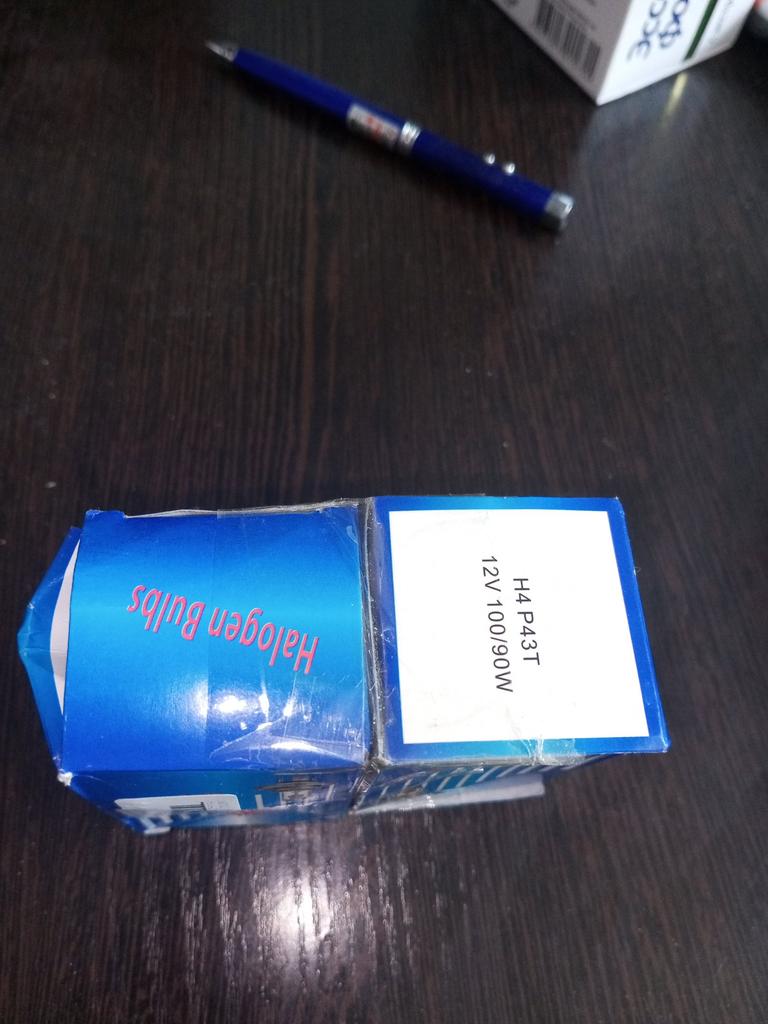 H4 P43T
12V 100/90W
Halogen Bulbs